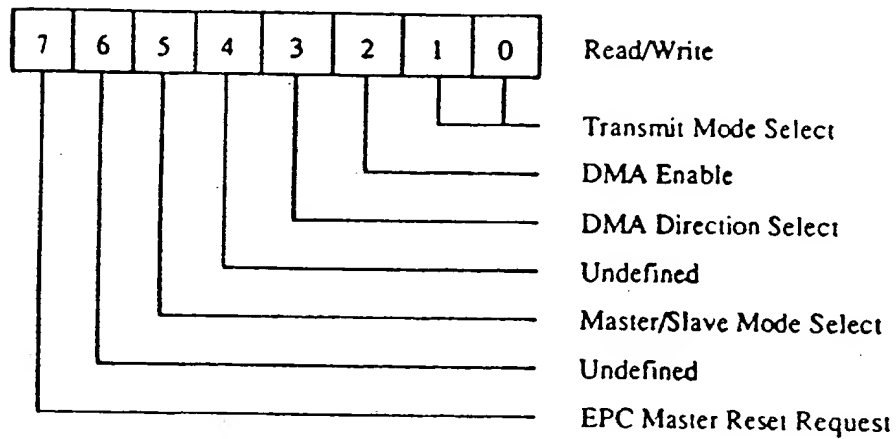 7 6 5 4 3 2 1 0 Read/Write
Transmit Mode Select
DMA Enable
DMA Direction Select
Undefined
Master/Slave Mode Select
Undefined
EPC Master Reset Request